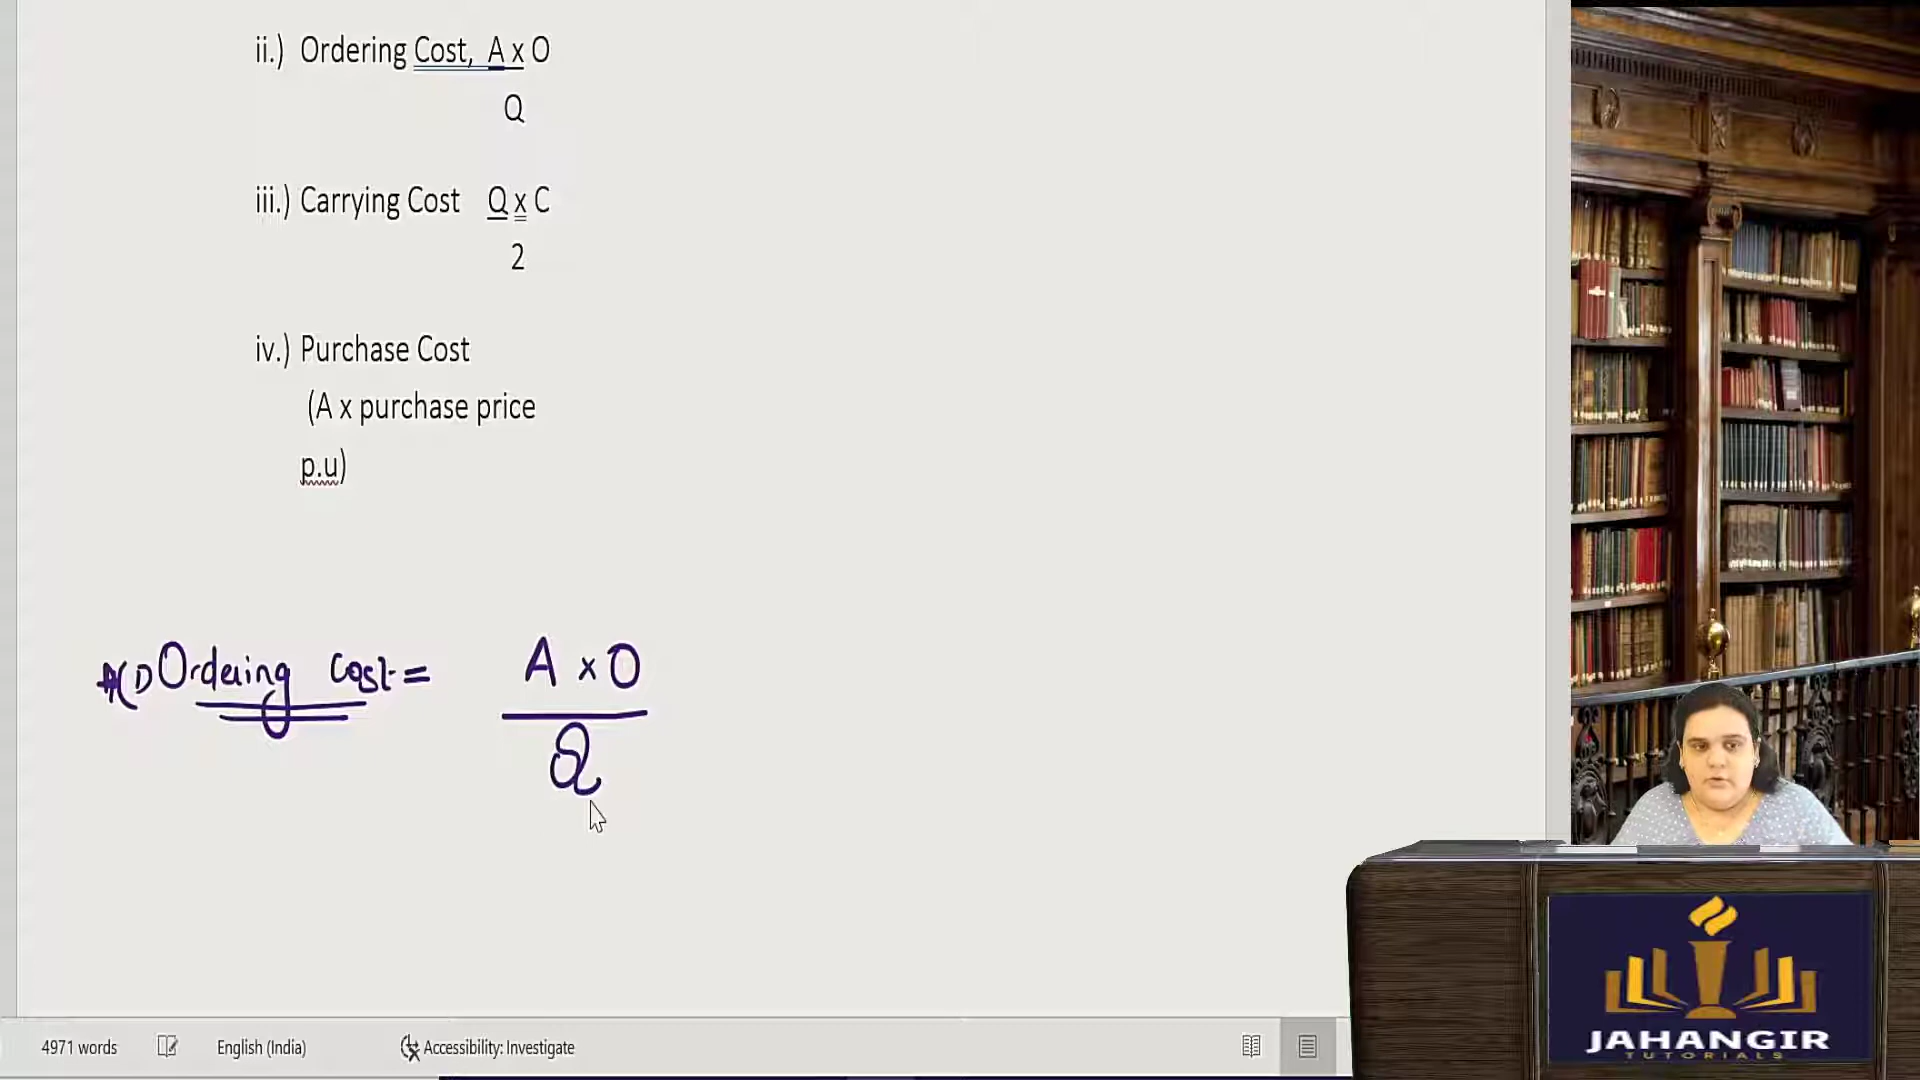 ii.) Ordering Cost, A x O
Q
iii.) Carrying Cost Q x C
2
iv.) Purchase Cost
(A x purchase price
p.u)
Ordering Cost = A x O
Q
4971 words English (India) Accessibility: Investigate
JAHANGIR
TUTORIALS